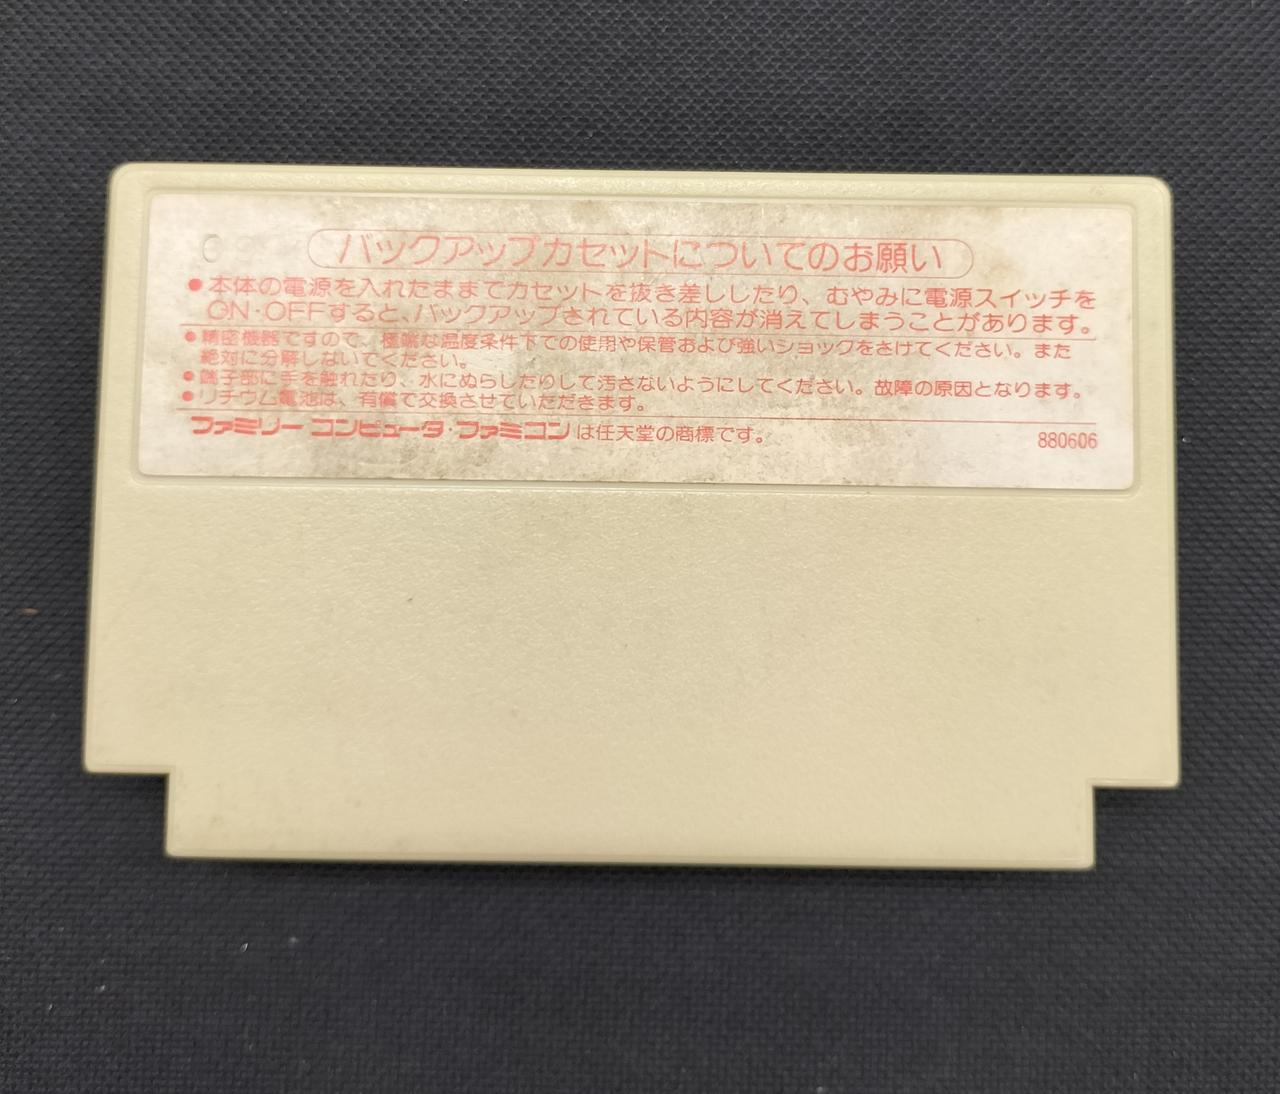 バックアップカセットについてのお願い
●本体の電源を入れたままでカセットを抜き差ししたり、むやみに電源スイッチを
ON・OFFすると、バックアップされている内容が消えてしまうことがあります。
●精密機器ですので、極端な温度条件下での使用や保管および強いショックをさけてください。また
絶対に分解しないでください。
●端子部に手を触れたり、水にぬらしたりして汚さないようにしてください。故障の原因となります。
●リチウム電池は、有償で交換させていただきます。
ファミリー コンピュータ・ファミコンは任天堂の商標です。
880606